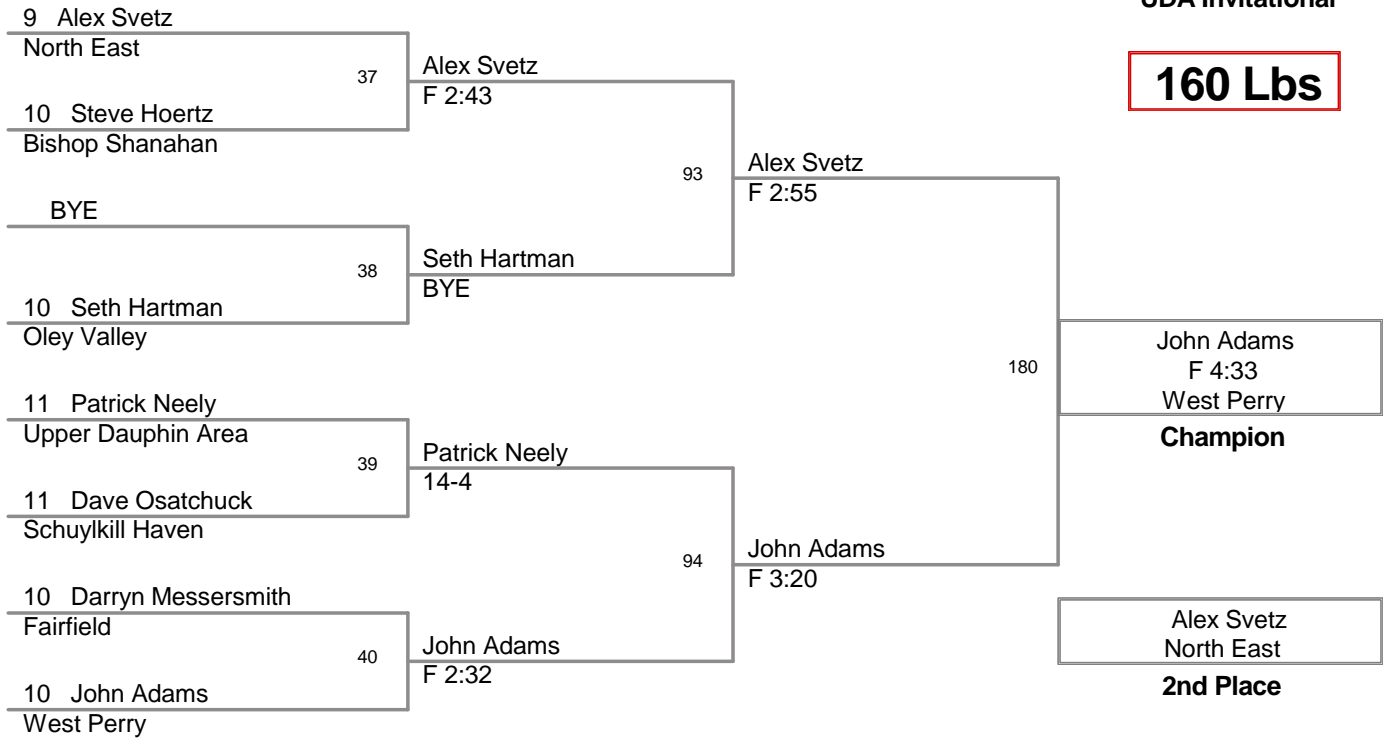 UDA Invitational
160 Lbs
9 Alex Svetz
North East
37
10 Steve Hoertz
Bishop Shanahan
Alex Svetz
F 2:43
BYE
38
10 Seth Hartman
Oley Valley
Seth Hartman
BYE
93
Alex Svetz
F 2:55
11 Patrick Neely
Upper Dauphin Area
39
11 Dave Osatchuck
Schuylkill Haven
Patrick Neely
14-4
10 Darryn Messersmith
Fairfield
40
10 John Adams
West Perry
John Adams
F 2:32
94
John Adams
F 3:20
180
John Adams
F 4:33
West Perry
Champion
Alex Svetz
North East
2nd Place